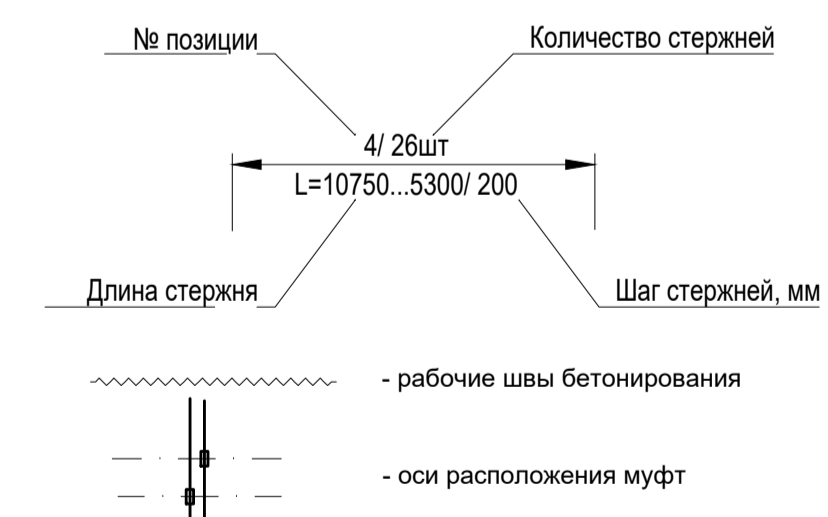 № позиции
Количество стержней
4/ 26шт
L=10750...5300/ 200
Длина стержня
Шаг стержней, мм
- рабочие швы бетонирования
- оси расположения муфт